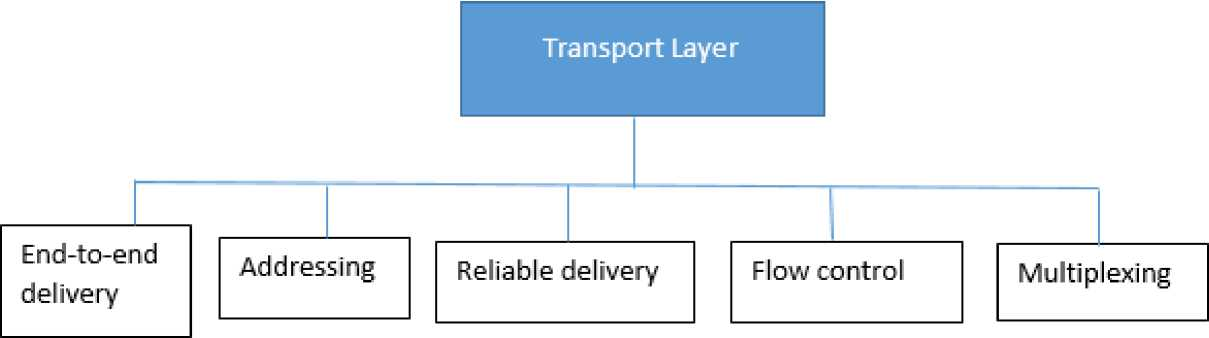 Transport Layer
End-to-end
delivery
Addressing
Reliable delivery
Flow control
Multiplexing